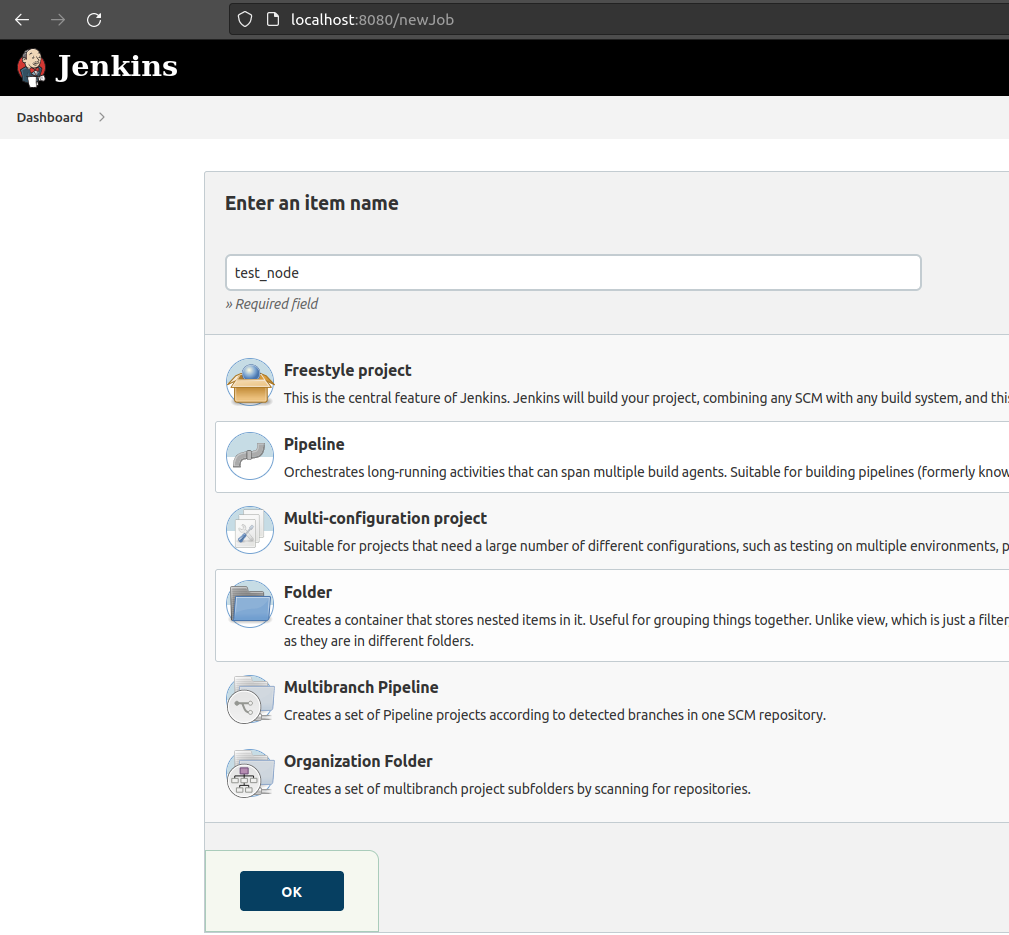 localhost:8080/newJob
Jenkins
Dashboard
Enter an item name
test_node
» Required field
Freestyle project
This is the central feature of Jenkins. Jenkins will build your project, combining any SCM with any build system, and this
Pipeline
Orchestrates long-running activities that can span multiple build agents. Suitable for building pipelines (formerly know
Multi-configuration project
Suitable for projects that need a large number of different configurations, such as testing on multiple environments, p
Folder
Creates a container that stores nested items in it. Useful for grouping things together. Unlike view, which is just a filter
as they are in different folders.
Multibranch Pipeline
Creates a set of Pipeline projects according to detected branches in one SCM repository.
Organization Folder
Creates a set of multibranch project subfolders by scanning for repositories.
OK